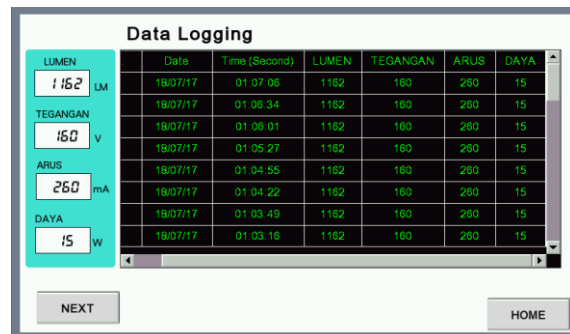 Data Logging
LUMEN
1162 LM
TEGANGAN
160 V
ARUS
260 mA
DAYA
15 W
Date Time (Second) LUMEN TEGANGAN ARUS DAYA
18/07/17 01:07:06 1162 160 260 15
18/07/17 01:06:34 1162 160 260 15
18/07/17 01:06:01 1162 160 260 15
18/07/17 01:05:27 1162 160 260 15
18/07/17 01:04:55 1162 160 260 15
18/07/17 01:04:22 1162 160 260 15
18/07/17 01:03:49 1162 160 260 15
18/07/17 01:03:16 1162 160 260 15
NEXT
HOME